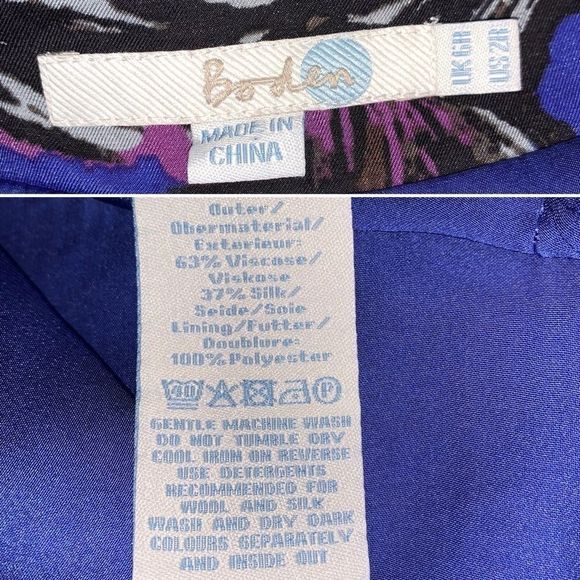 Boden
UK 6R
US 2R
MADE IN
CHINA
Outer/
Obermaterial/
Exterieur:
63% Viscose/
Viskose
37% Silk/
Seide/Soie
Lining/Futter/
Doublure:
100% Polyester
40 P
GENTLE MACHINE WASH
DO NOT TUMBLE DRY
COOL IRON ON REVERSE
USE DETERGENTS
RECOMMENDED FOR
WOOL AND SILK
WASH AND DRY DARK
COLOURS SEPARATELY
AND INSIDE OUT